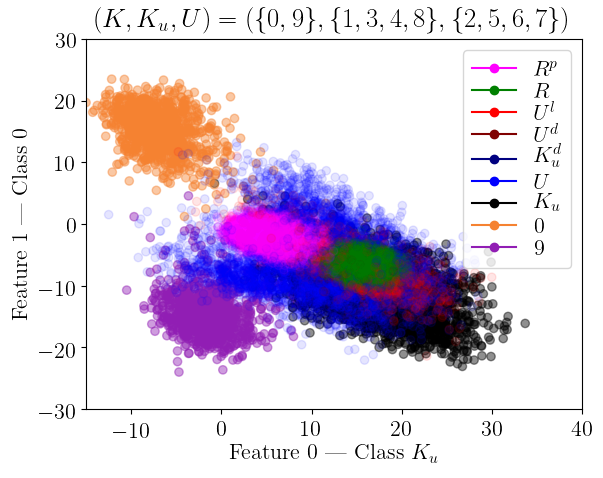 (K, K_u, U) = ({0, 9}, {1, 3, 4, 8}, {2, 5, 6, 7})
30
20
10
0
−10
−20
−30
Feature 1 — Class 0
R^p
R
U^l
U^d
K_u^d
U
K_u
0
9
−10
0
10
20
30
40
Feature 0 — Class K_u